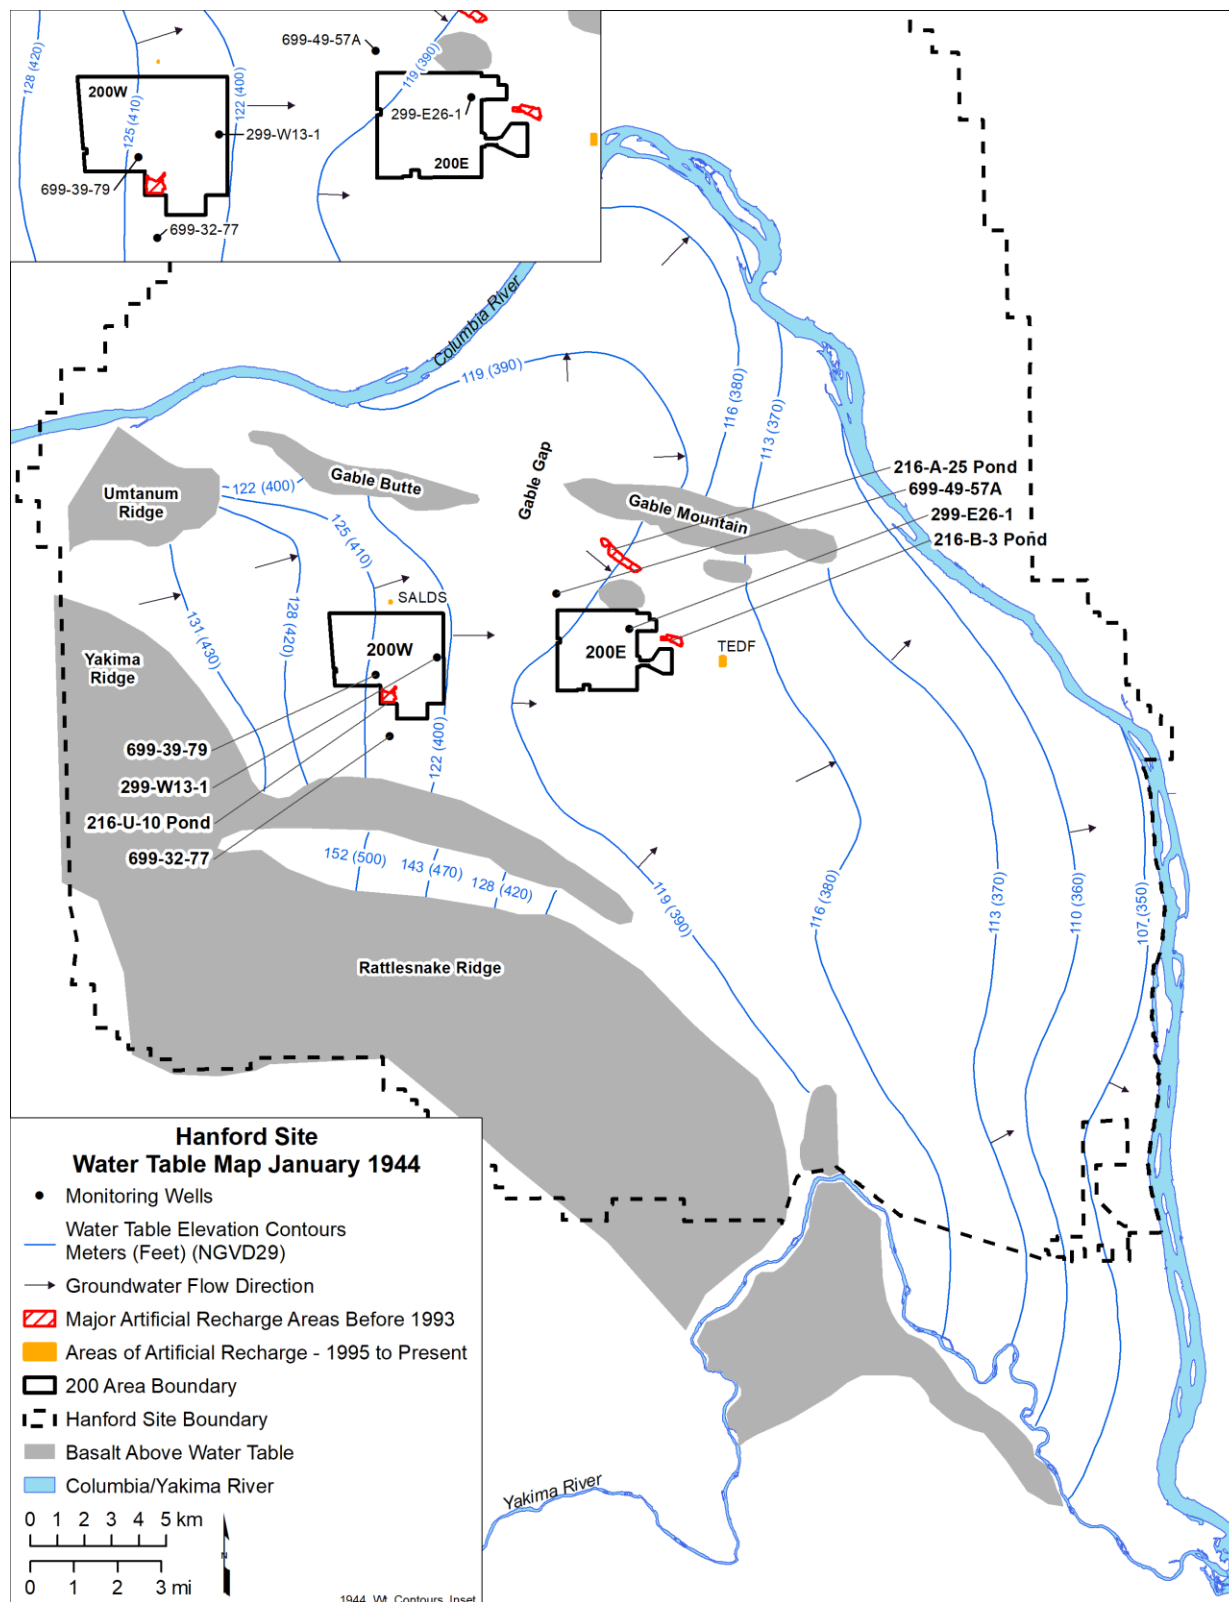 128 (420)
200W
125 (410)
122 (400)
299-W13-1
699-39-79
699-32-77
699-49-57A
119 (390)
299-E26-1
200E
Columbia River
119 (390)
116 (380)
113 (370)
Umtanum
Ridge
122 (400)
Gable Butte
Gable Gap
Gable Mountain
216-A-25 Pond
699-49-57A
299-E26-1
216-B-3 Pond
125 (410)
128 (420)
131 (430)
SALDS
200W
200E
TEDF
Yakima
Ridge
122 (400)
699-39-79
299-W13-1
216-U-10 Pond
699-32-77
152 (500)
143 (470)
128 (420)
119 (390)
116 (380)
113 (370)
110 (360)
107 (350)
Rattlesnake Ridge
Hanford Site
Water Table Map January 1944
Monitoring Wells
Water Table Elevation Contours
Meters (Feet) (NGVD29)
Groundwater Flow Direction
Major Artificial Recharge Areas Before 1993
Areas of Artificial Recharge - 1995 to Present
200 Area Boundary
Hanford Site Boundary
Basalt Above Water Table
Columbia/Yakima River
0 1 2 3 4 5 km
0 1 2 3 mi
N
1944_Wt_Contours_Inset
Yakima River